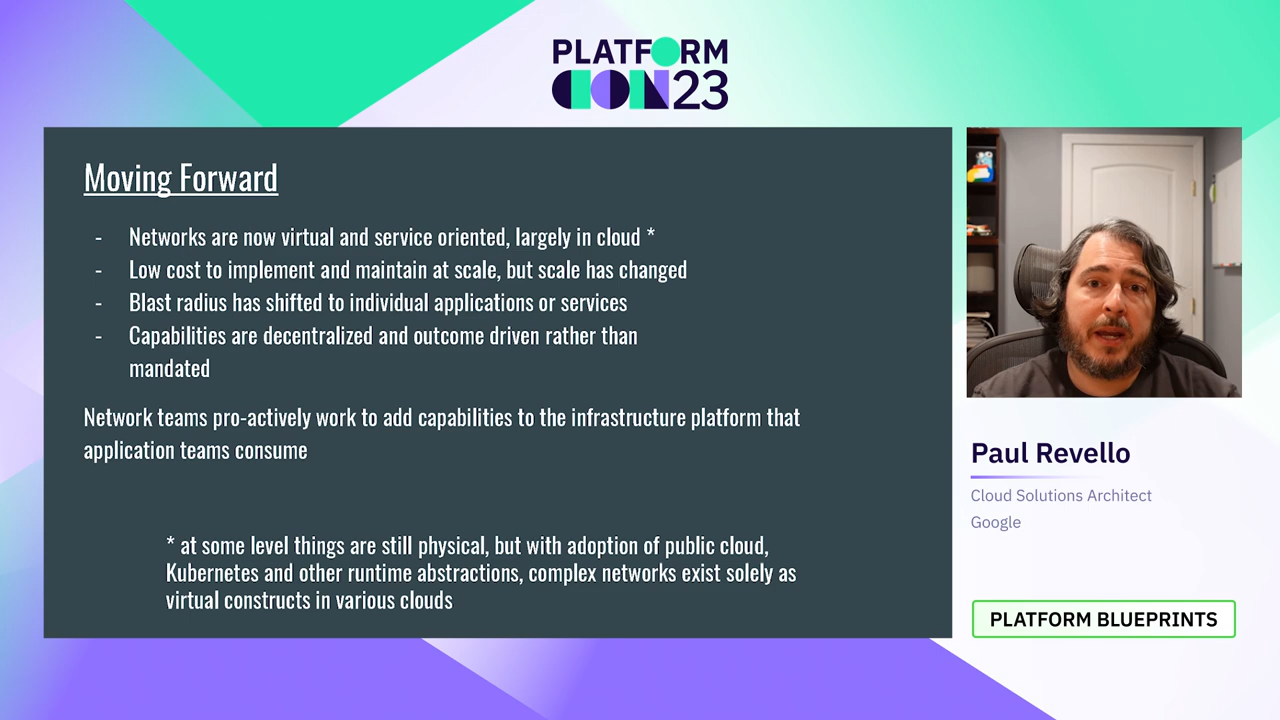 PLATFORM
CON23
Moving Forward
- Networks are now virtual and service oriented, largely in cloud *
- Low cost to implement and maintain at scale, but scale has changed
- Blast radius has shifted to individual applications or services
- Capabilities are decentralized and outcome driven rather than
mandated
Network teams pro-actively work to add capabilities to the infrastructure platform that
application teams consume
* at some level things are still physical, but with adoption of public cloud,
Kubernetes and other runtime abstractions, complex networks exist solely as
virtual constructs in various clouds
Paul Revello
Cloud Solutions Architect
Google
PLATFORM BLUEPRINTS